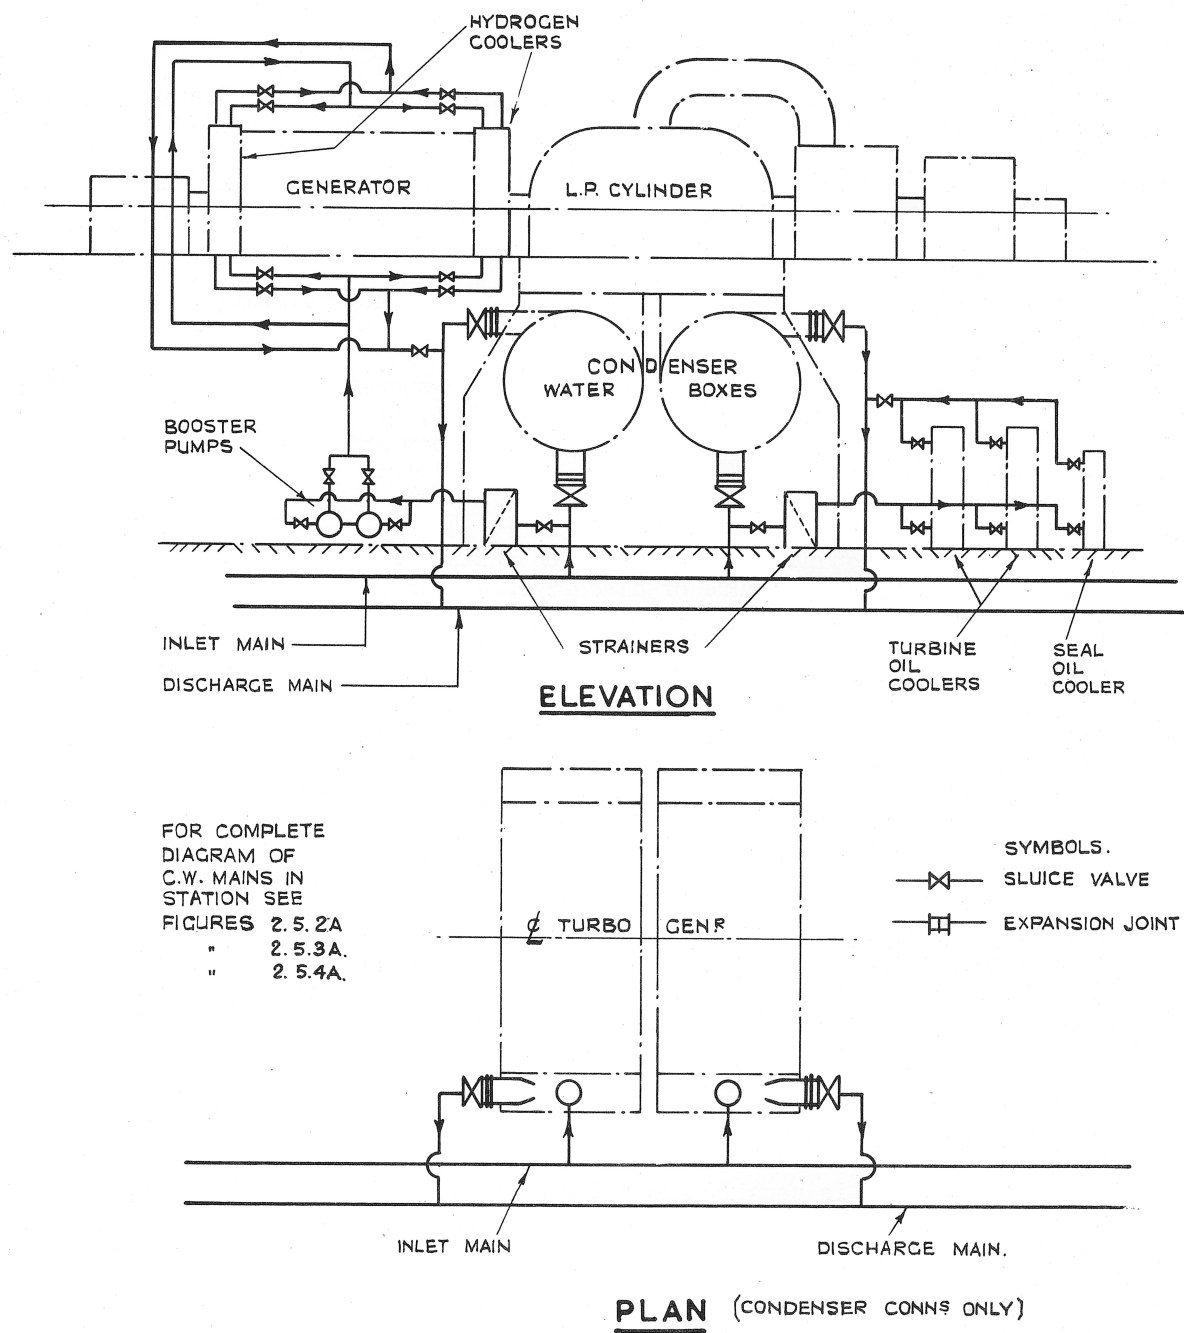 HYDROGEN
COOLERS
GENERATOR
L.P. CYLINDER
CONDENSER
WATER BOXES
BOOSTER
PUMPS
INLET MAIN
DISCHARGE MAIN
STRAINERS
TURBINE
OIL
COOLERS
SEAL
OIL
COOLER
ELEVATION
FOR COMPLETE
DIAGRAM OF
C.W. MAINS IN
STATION SEE
FIGURES 2.5.2A
" 2.5.3A.
" 2.5.4A.
SYMBOLS.
SLUICE VALVE
EXPANSION JOINT
℄ TURBO GENR
INLET MAIN
DISCHARGE MAIN.
PLAN (CONDENSER CONNS ONLY)